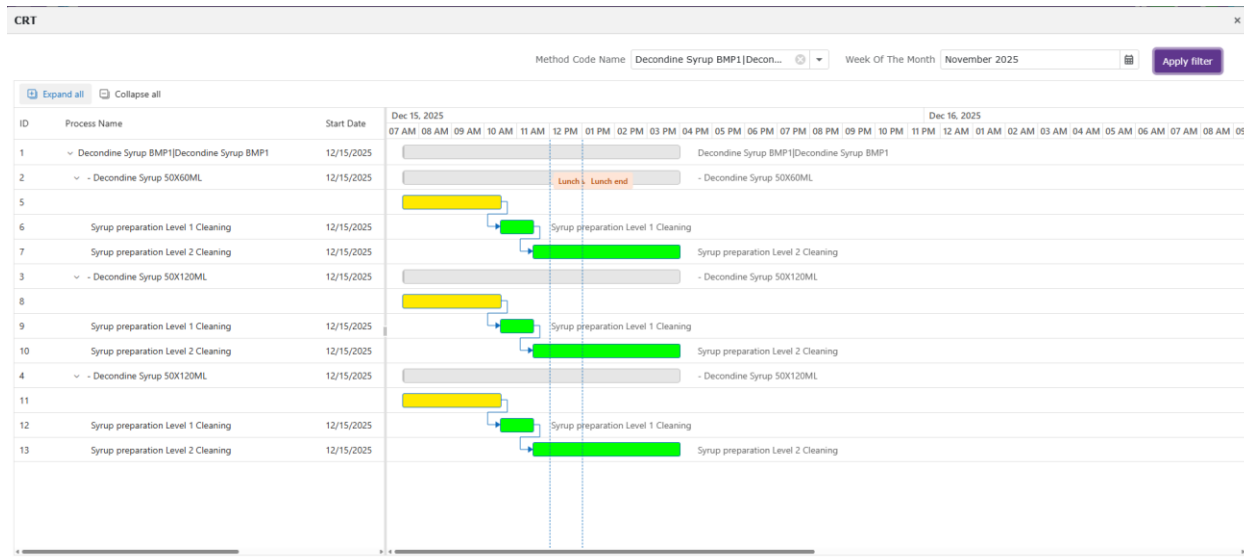 CRT ×
Method Code Name Decondine Syrup BMP1|Decon... Week Of The Month November 2025 Apply filter
Expand all Collapse all
ID Process Name Start Date
Dec 15, 2025 Dec 16, 2025
07 AM 08 AM 09 AM 10 AM 11 AM 12 PM 01 PM 02 PM 03 PM 04 PM 05 PM 06 PM 07 PM 08 PM 09 PM 10 PM 11 PM 12 AM 01 AM 02 AM 03 AM 04 AM 05 AM 06 AM 07 AM 08 AM 09
1 Decondine Syrup BMP1|Decondine Syrup BMP1 12/15/2025 Decondine Syrup BMP1|Decondine Syrup BMP1
2 - Decondine Syrup 50X60ML 12/15/2025 Lunch Lunch end - Decondine Syrup 50X60ML
5
6 Syrup preparation Level 1 Cleaning 12/15/2025 Syrup preparation Level 1 Cleaning
7 Syrup preparation Level 2 Cleaning 12/15/2025 Syrup preparation Level 2 Cleaning
3 - Decondine Syrup 50X120ML 12/15/2025 - Decondine Syrup 50X120ML
8
9 Syrup preparation Level 1 Cleaning 12/15/2025 Syrup preparation Level 1 Cleaning
10 Syrup preparation Level 2 Cleaning 12/15/2025 Syrup preparation Level 2 Cleaning
4 - Decondine Syrup 50X120ML 12/15/2025 - Decondine Syrup 50X120ML
11
12 Syrup preparation Level 1 Cleaning 12/15/2025 Syrup preparation Level 1 Cleaning
13 Syrup preparation Level 2 Cleaning 12/15/2025 Syrup preparation Level 2 Cleaning